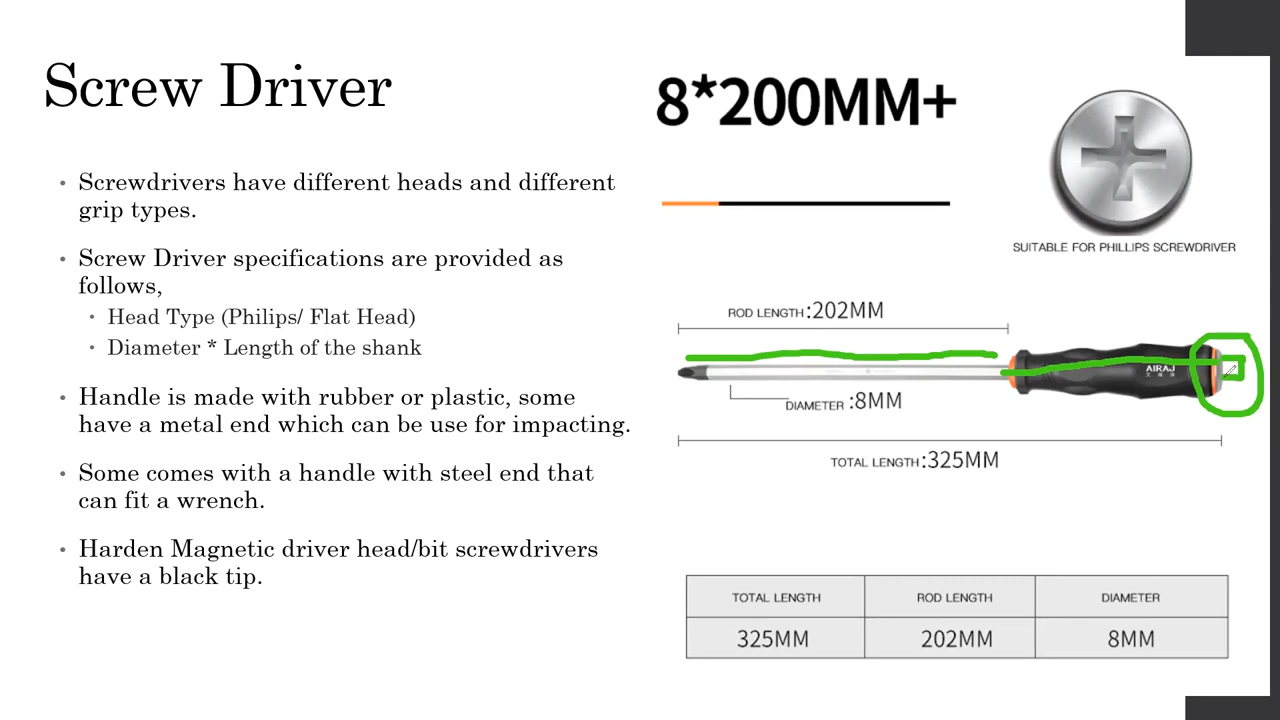 Screw Driver
• Screwdrivers have different heads and different
grip types.
• Screw Driver specifications are provided as
follows,
• Head Type (Philips/ Flat Head)
• Diameter * Length of the shank
• Handle is made with rubber or plastic, some
have a metal end which can be use for impacting.
• Some comes with a handle with steel end that
can fit a wrench.
• Harden Magnetic driver head/bit screwdrivers
have a black tip.
8*200MM+
SUITABLE FOR PHILLIPS SCREWDRIVER
ROD LENGTH:202MM
AIRAJ
DIAMETER:8MM
TOTAL LENGTH:325MM
TOTAL LENGTH ROD LENGTH DIAMETER
325MM 202MM 8MM